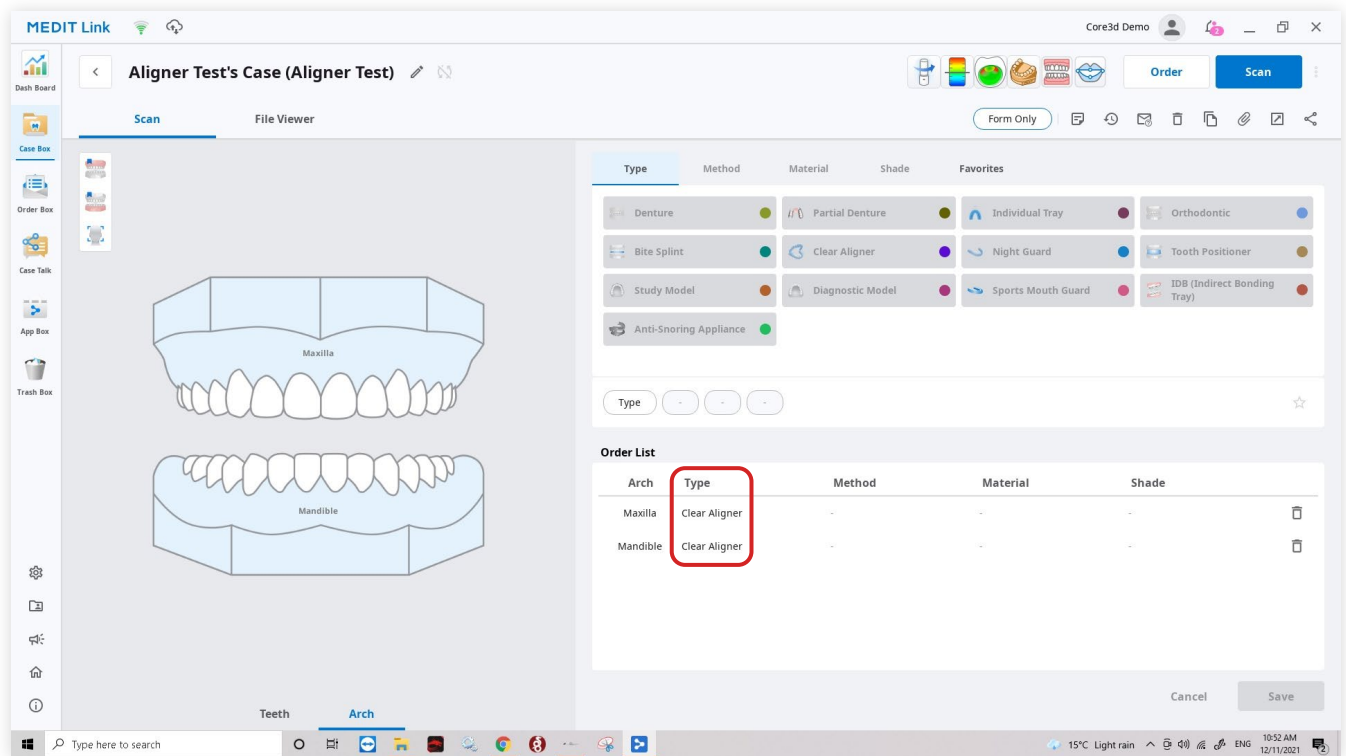 MEDIT Link
Core3d Demo
2
Dash Board
Aligner Test's Case (Aligner Test)
Order
Scan
Scan
File Viewer
Form Only
Case Box
Order Box
Case Talk
App Box
Trash Box
Maxilla
Mandible
Teeth
Arch
Type
Method
Material
Shade
Favorites
Denture
Partial Denture
Individual Tray
Orthodontic
Bite Splint
Clear Aligner
Night Guard
Tooth Positioner
Study Model
Diagnostic Model
Sports Mouth Guard
IDB (Indirect Bonding
Tray)
Anti-Snoring Appliance
Type - - -
Order List
Arch Type Method Material Shade
Maxilla Clear Aligner - - -
Mandible Clear Aligner - - -
Cancel
Save
Type here to search
15°C Light rain
ENG
10:52 AM
12/11/2021
2